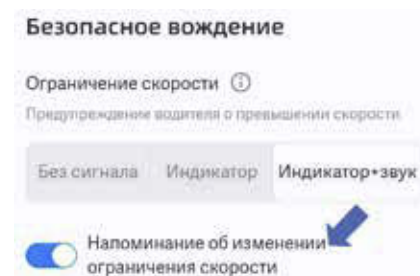 Безопасное вождение
Ограничение скорости
Предупреждение водителя о превышении скорости
Без сигнала Индикатор Индикатор+звук
Напоминание об изменении
ограничения скорости